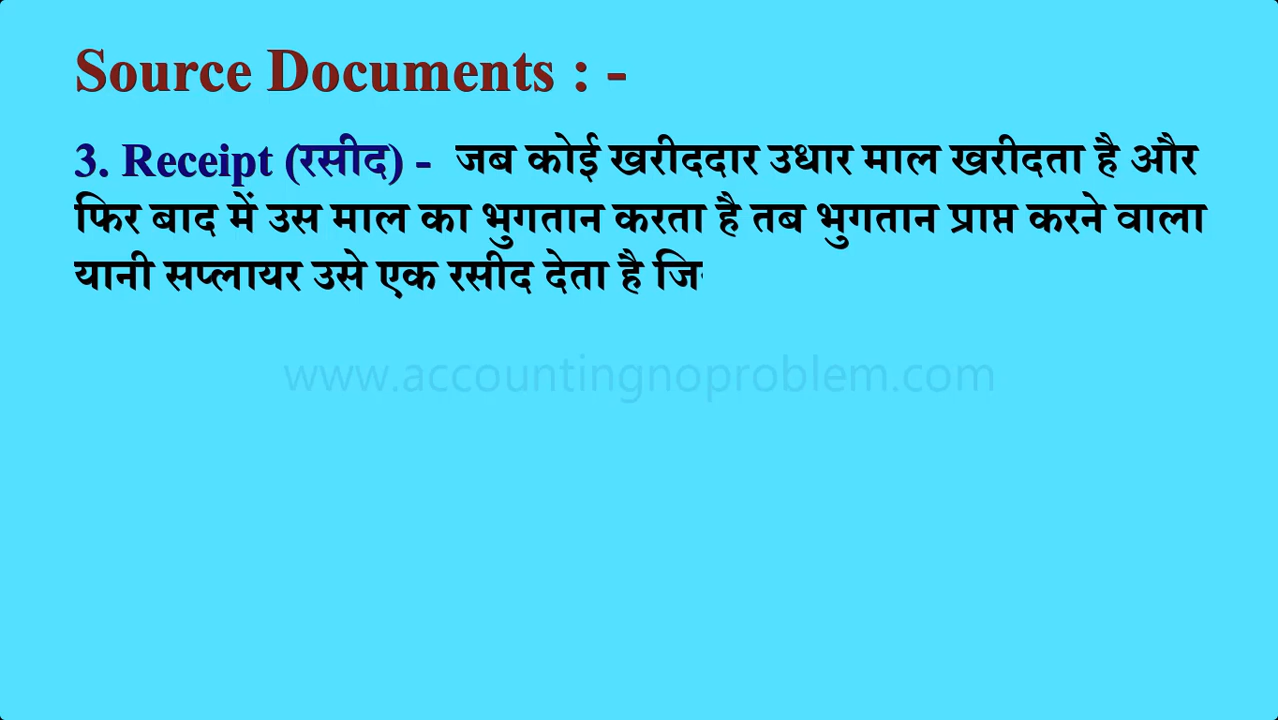 Source Documents : -
3. Receipt (रसीद) - जब कोई खरीददार उधार माल खरीदता है और
फिर बाद में उस माल का भुगतान करता है तब भुगतान प्राप्त करने वाला
यानी सप्लायर उसे एक रसीद देता है
www.accountingnoproblem.com